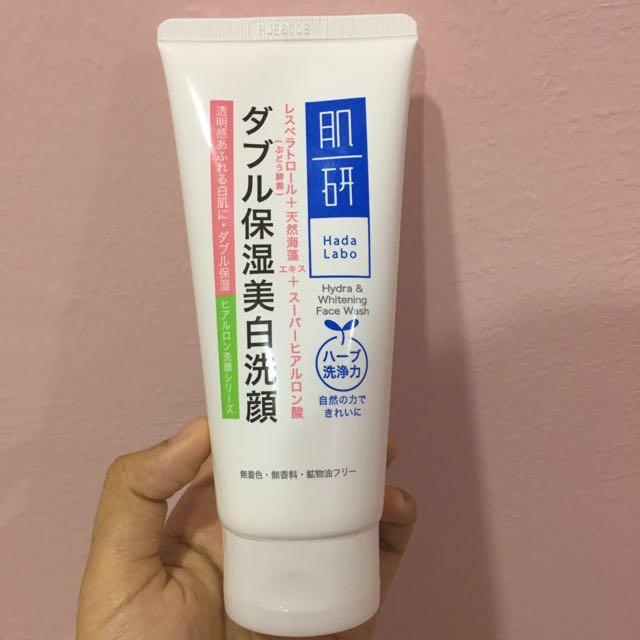 HJE6008
肌
研
Hada
Labo
Hydra &
Whitening
Face Wash
ハーブ
洗浄力
自然の力で
きれいに
レスベラトロール+天然海藻エキス+スーパーヒアルロン酸
(ぶどう酵素)
ダブル保湿美白洗顔
透明感あふれる白肌に・ダブル保湿
ヒアルロン洗顔シリーズ
無着色・無香料・鉱物油フリー